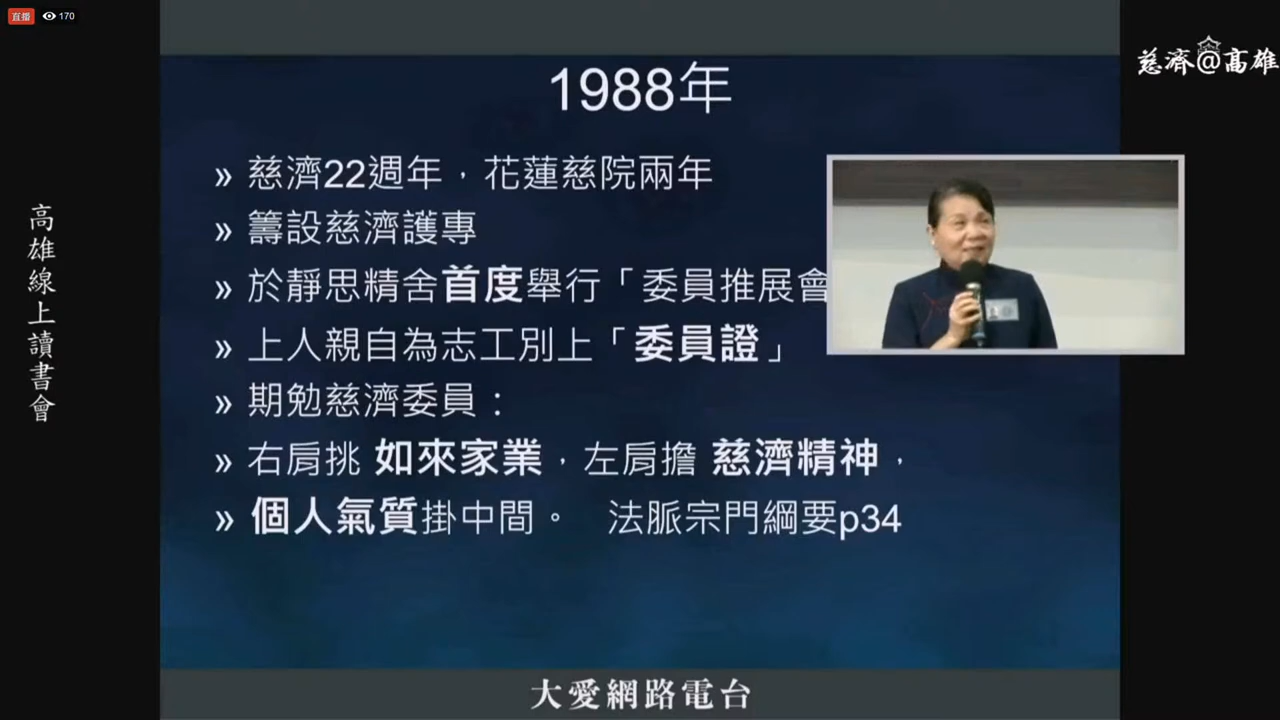 直播 170
慈濟@高雄
高雄線上讀書會
1988年
» 慈濟22週年，花蓮慈院兩年
» 籌設慈濟護專
» 於靜思精舍首度舉行「委員推展會
» 上人親自為志工別上「委員證」
» 期勉慈濟委員：
» 右肩挑 如來家業，左肩擔 慈濟精神，
» 個人氣質掛中間。 法脈宗門綱要p34
大愛網路電台